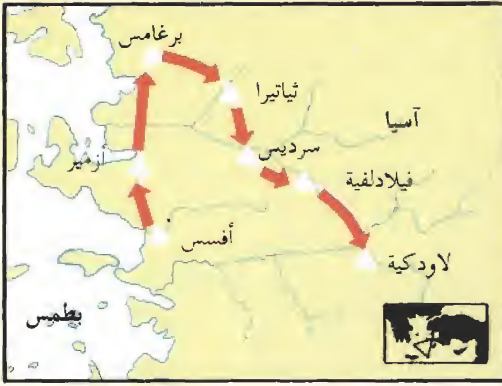 برغامس
ثياتيرا
آسيا
سرديس
أزمير
فيلادلفية
أفسس
لاودكية
بطمس